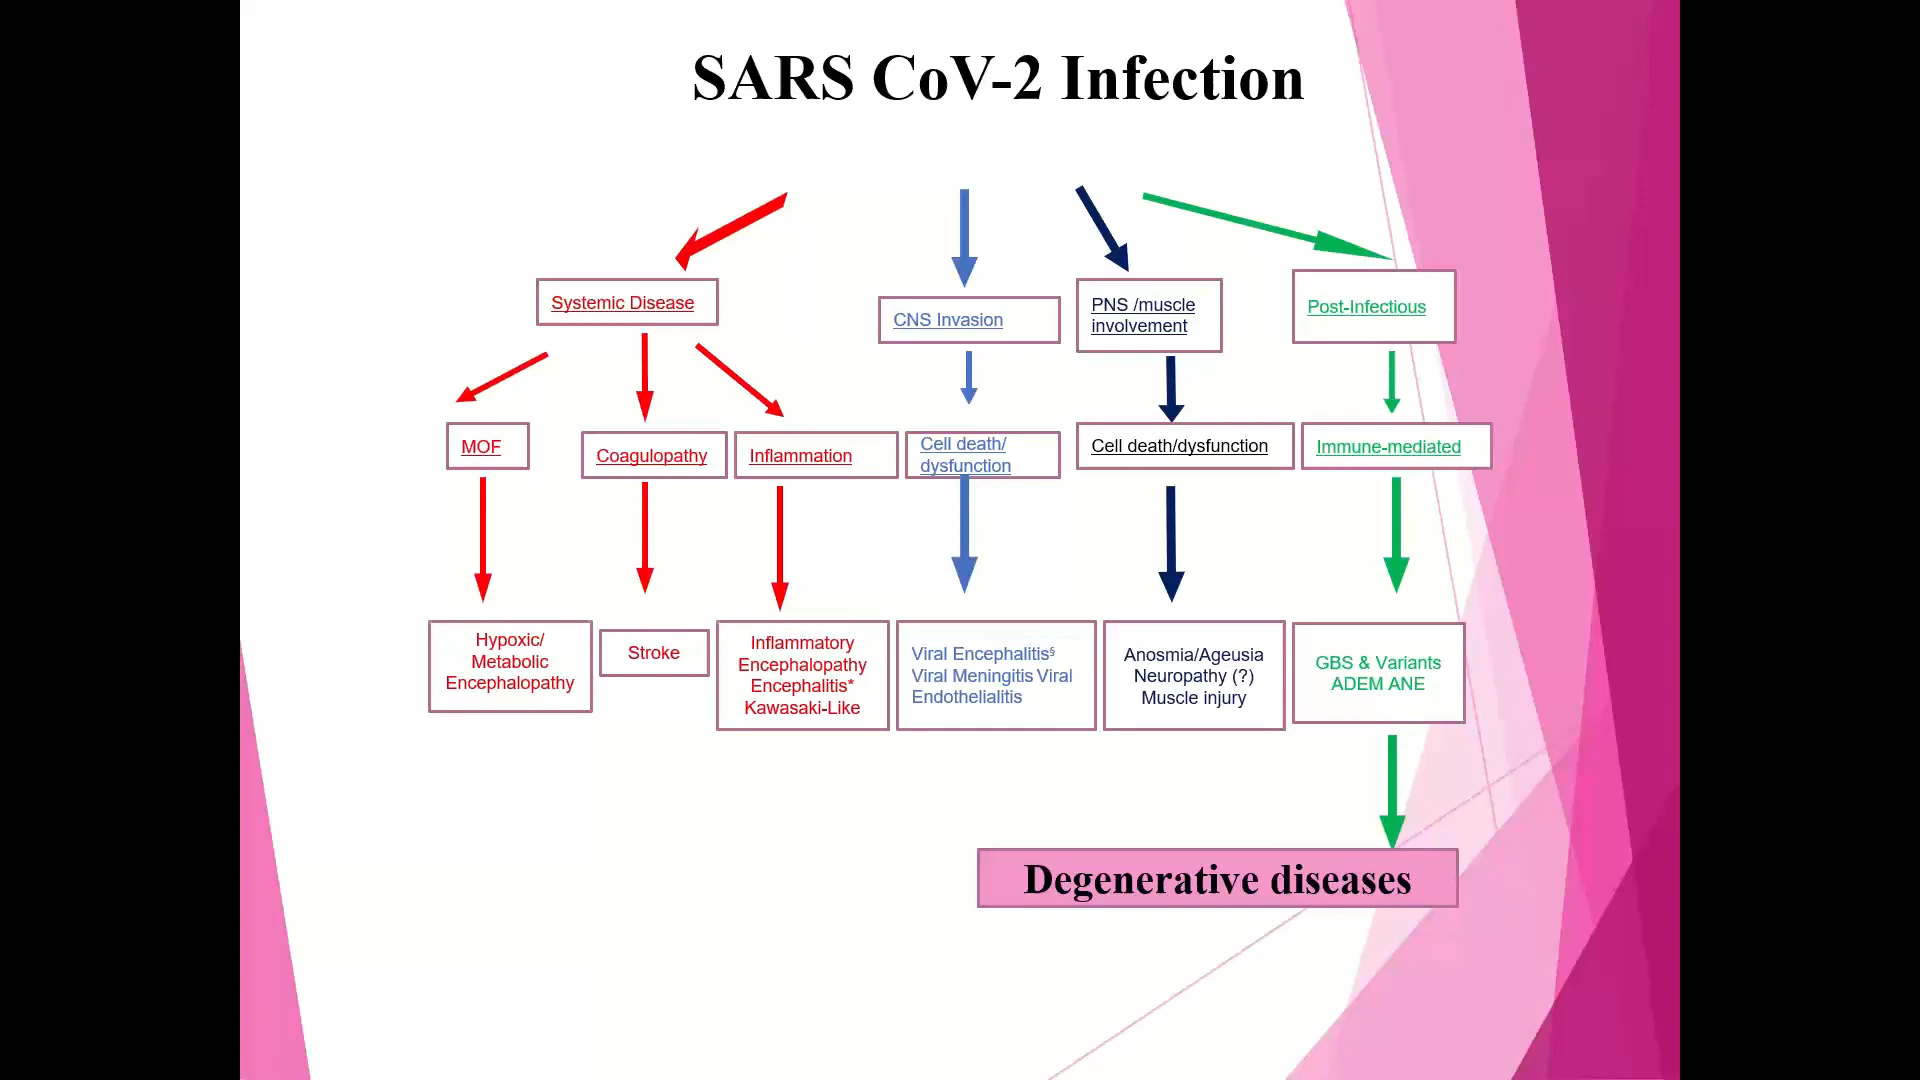 SARS CoV-2 Infection
Systemic Disease
CNS Invasion
PNS /muscle
involvement
Post-Infectious
MOF
Coagulopathy
Inflammation
Cell death/
dysfunction
Cell death/dysfunction
Immune-mediated
Hypoxic/
Metabolic
Encephalopathy
Stroke
Inflammatory
Encephalopathy
Encephalitis*
Kawasaki-Like
Viral Encephalitis§
Viral Meningitis Viral
Endothelialitis
Anosmia/Ageusia
Neuropathy (?)
Muscle injury
GBS & Variants
ADEM ANE
Degenerative diseases